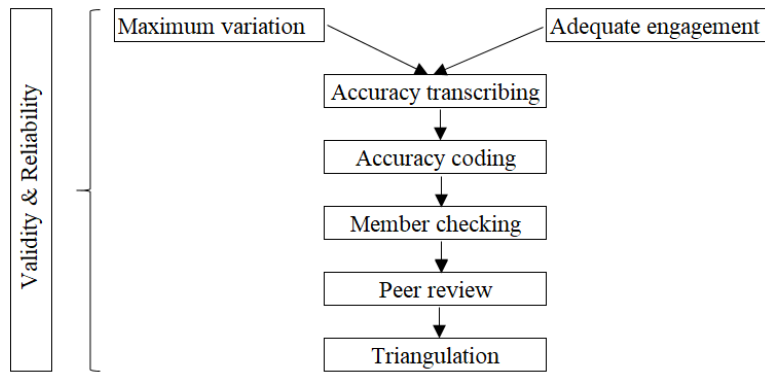 Validity & Reliability
Maximum variation
Adequate engagement
Accuracy transcribing
Accuracy coding
Member checking
Peer review
Triangulation